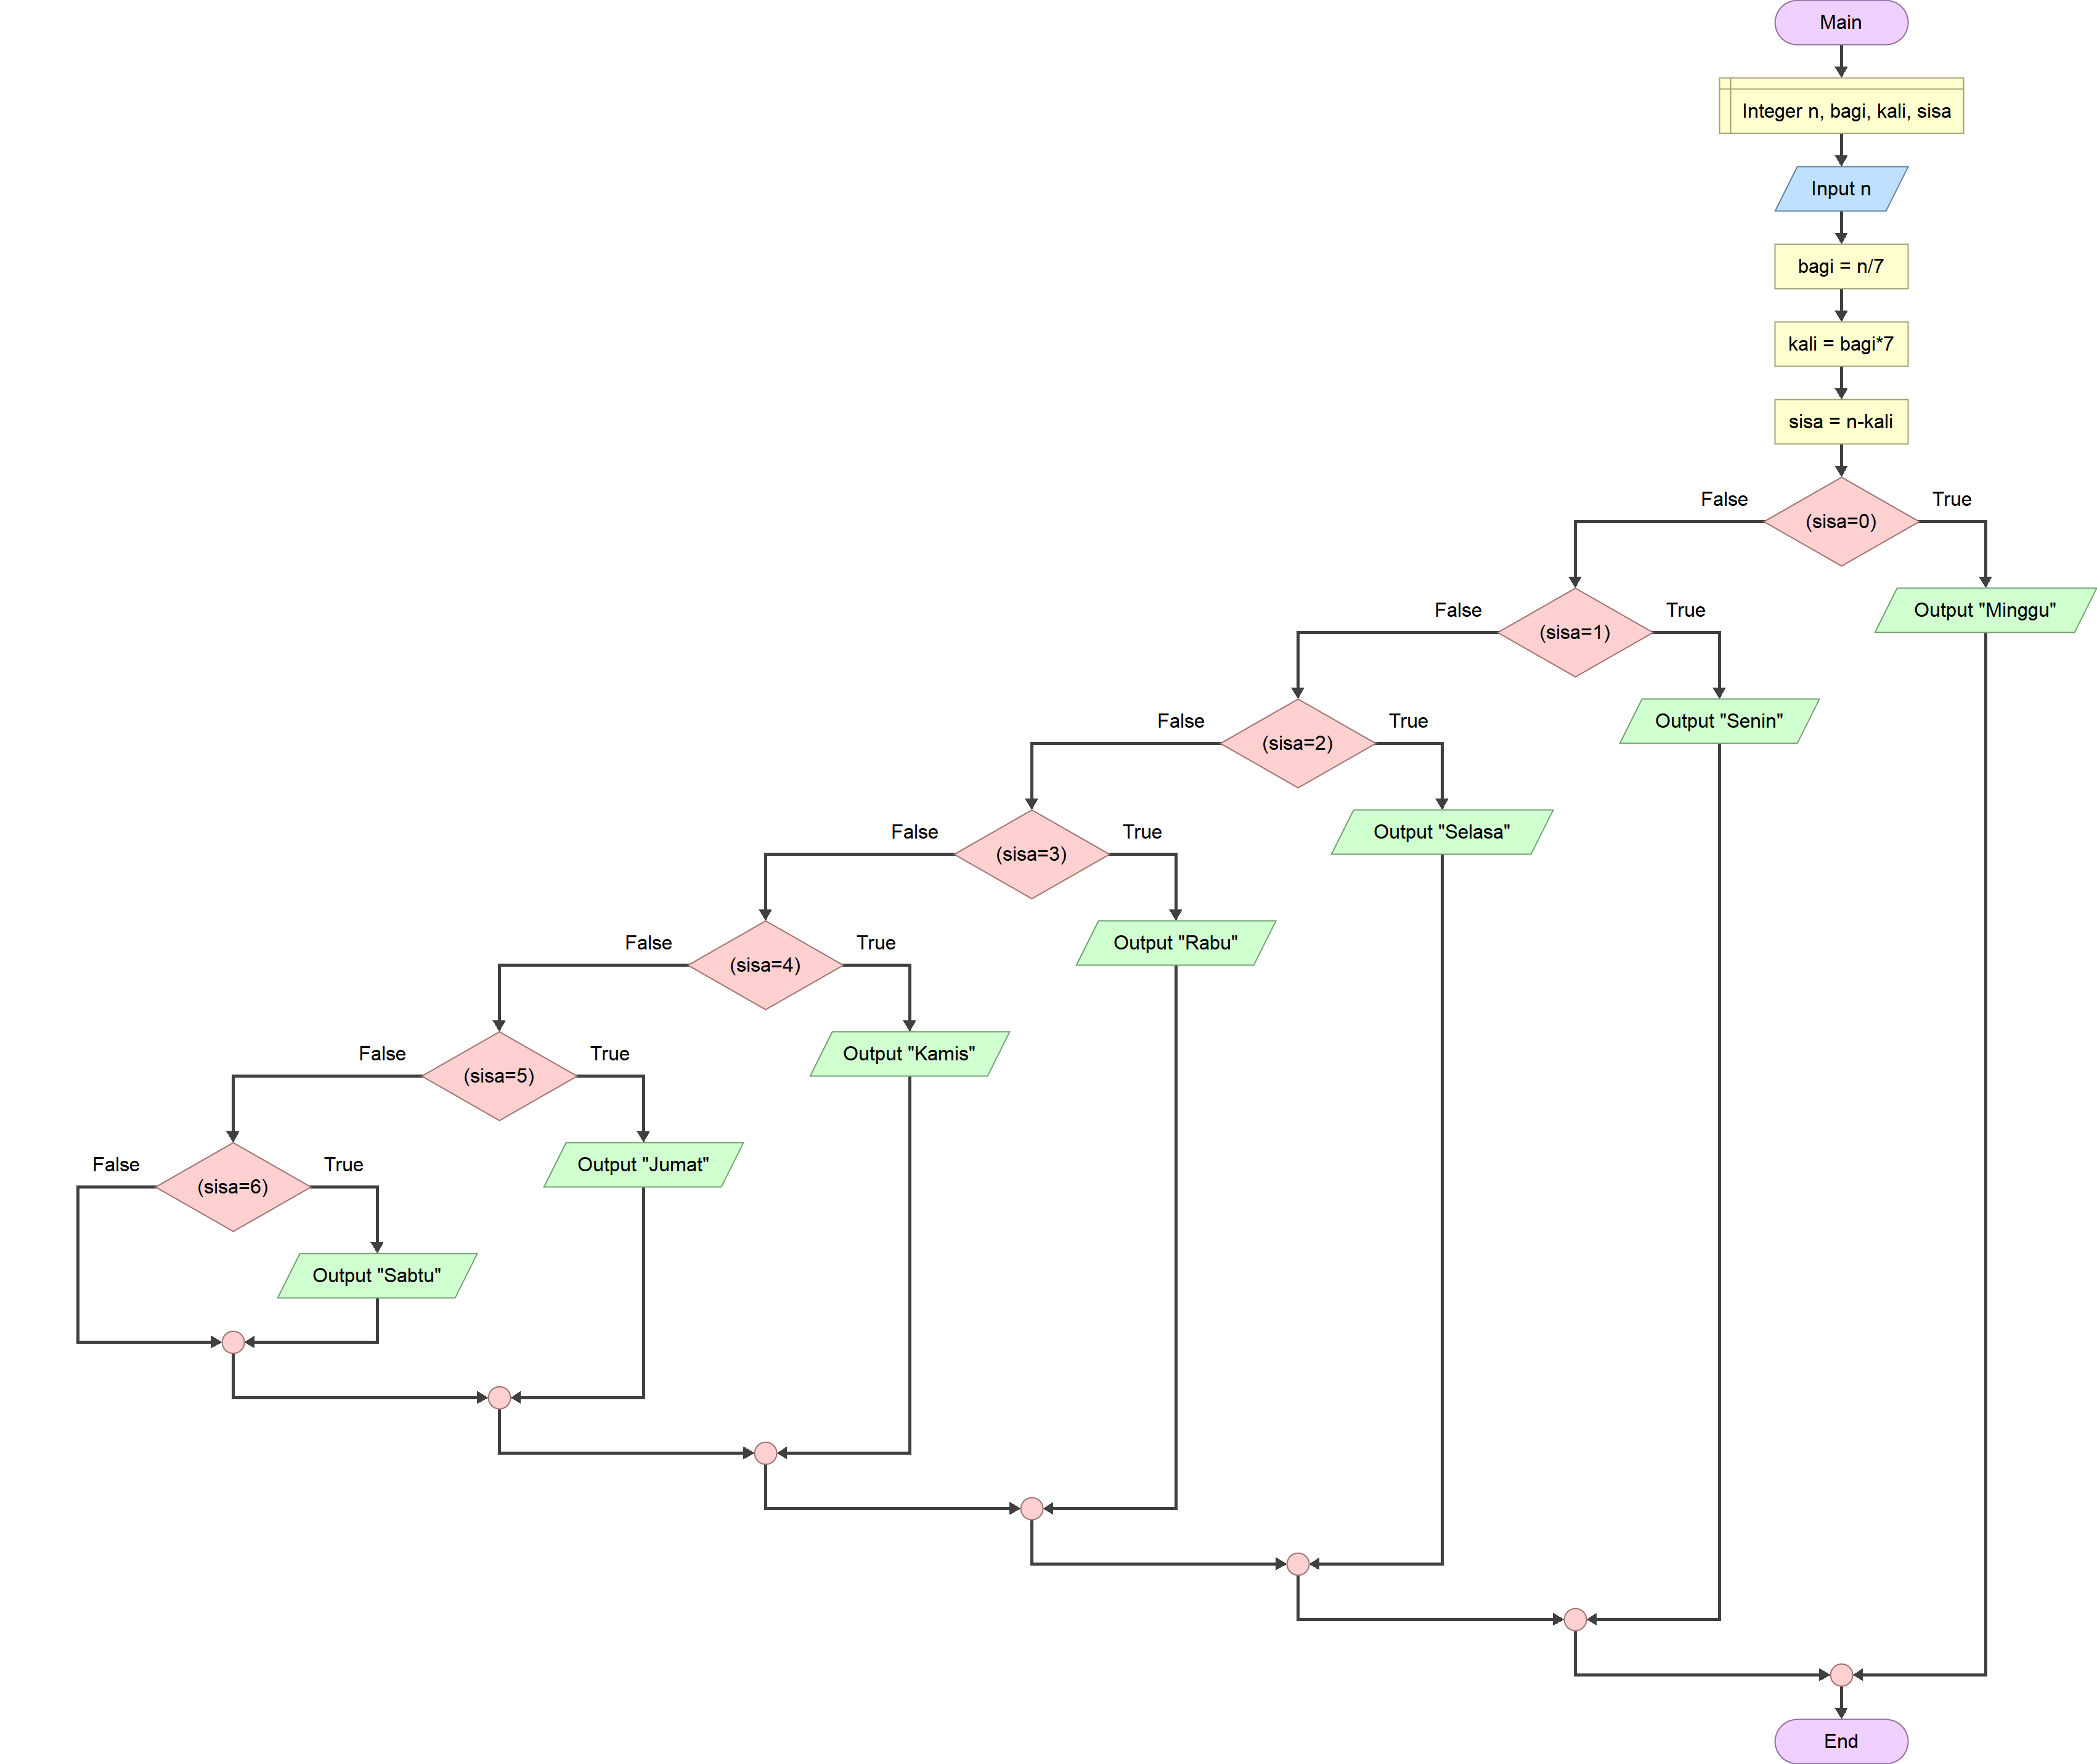 Main
Integer n, bagi, kali, sisa
Input n
bagi = n/7
kali = bagi*7
sisa = n-kali
False
(sisa=0)
True
False
(sisa=1)
True
Output "Minggu"
False
(sisa=2)
True
Output "Senin"
False
(sisa=3)
True
Output "Selasa"
False
(sisa=4)
True
Output "Rabu"
False
(sisa=5)
True
Output "Kamis"
False
(sisa=6)
True
Output "Jumat"
Output "Sabtu"
End